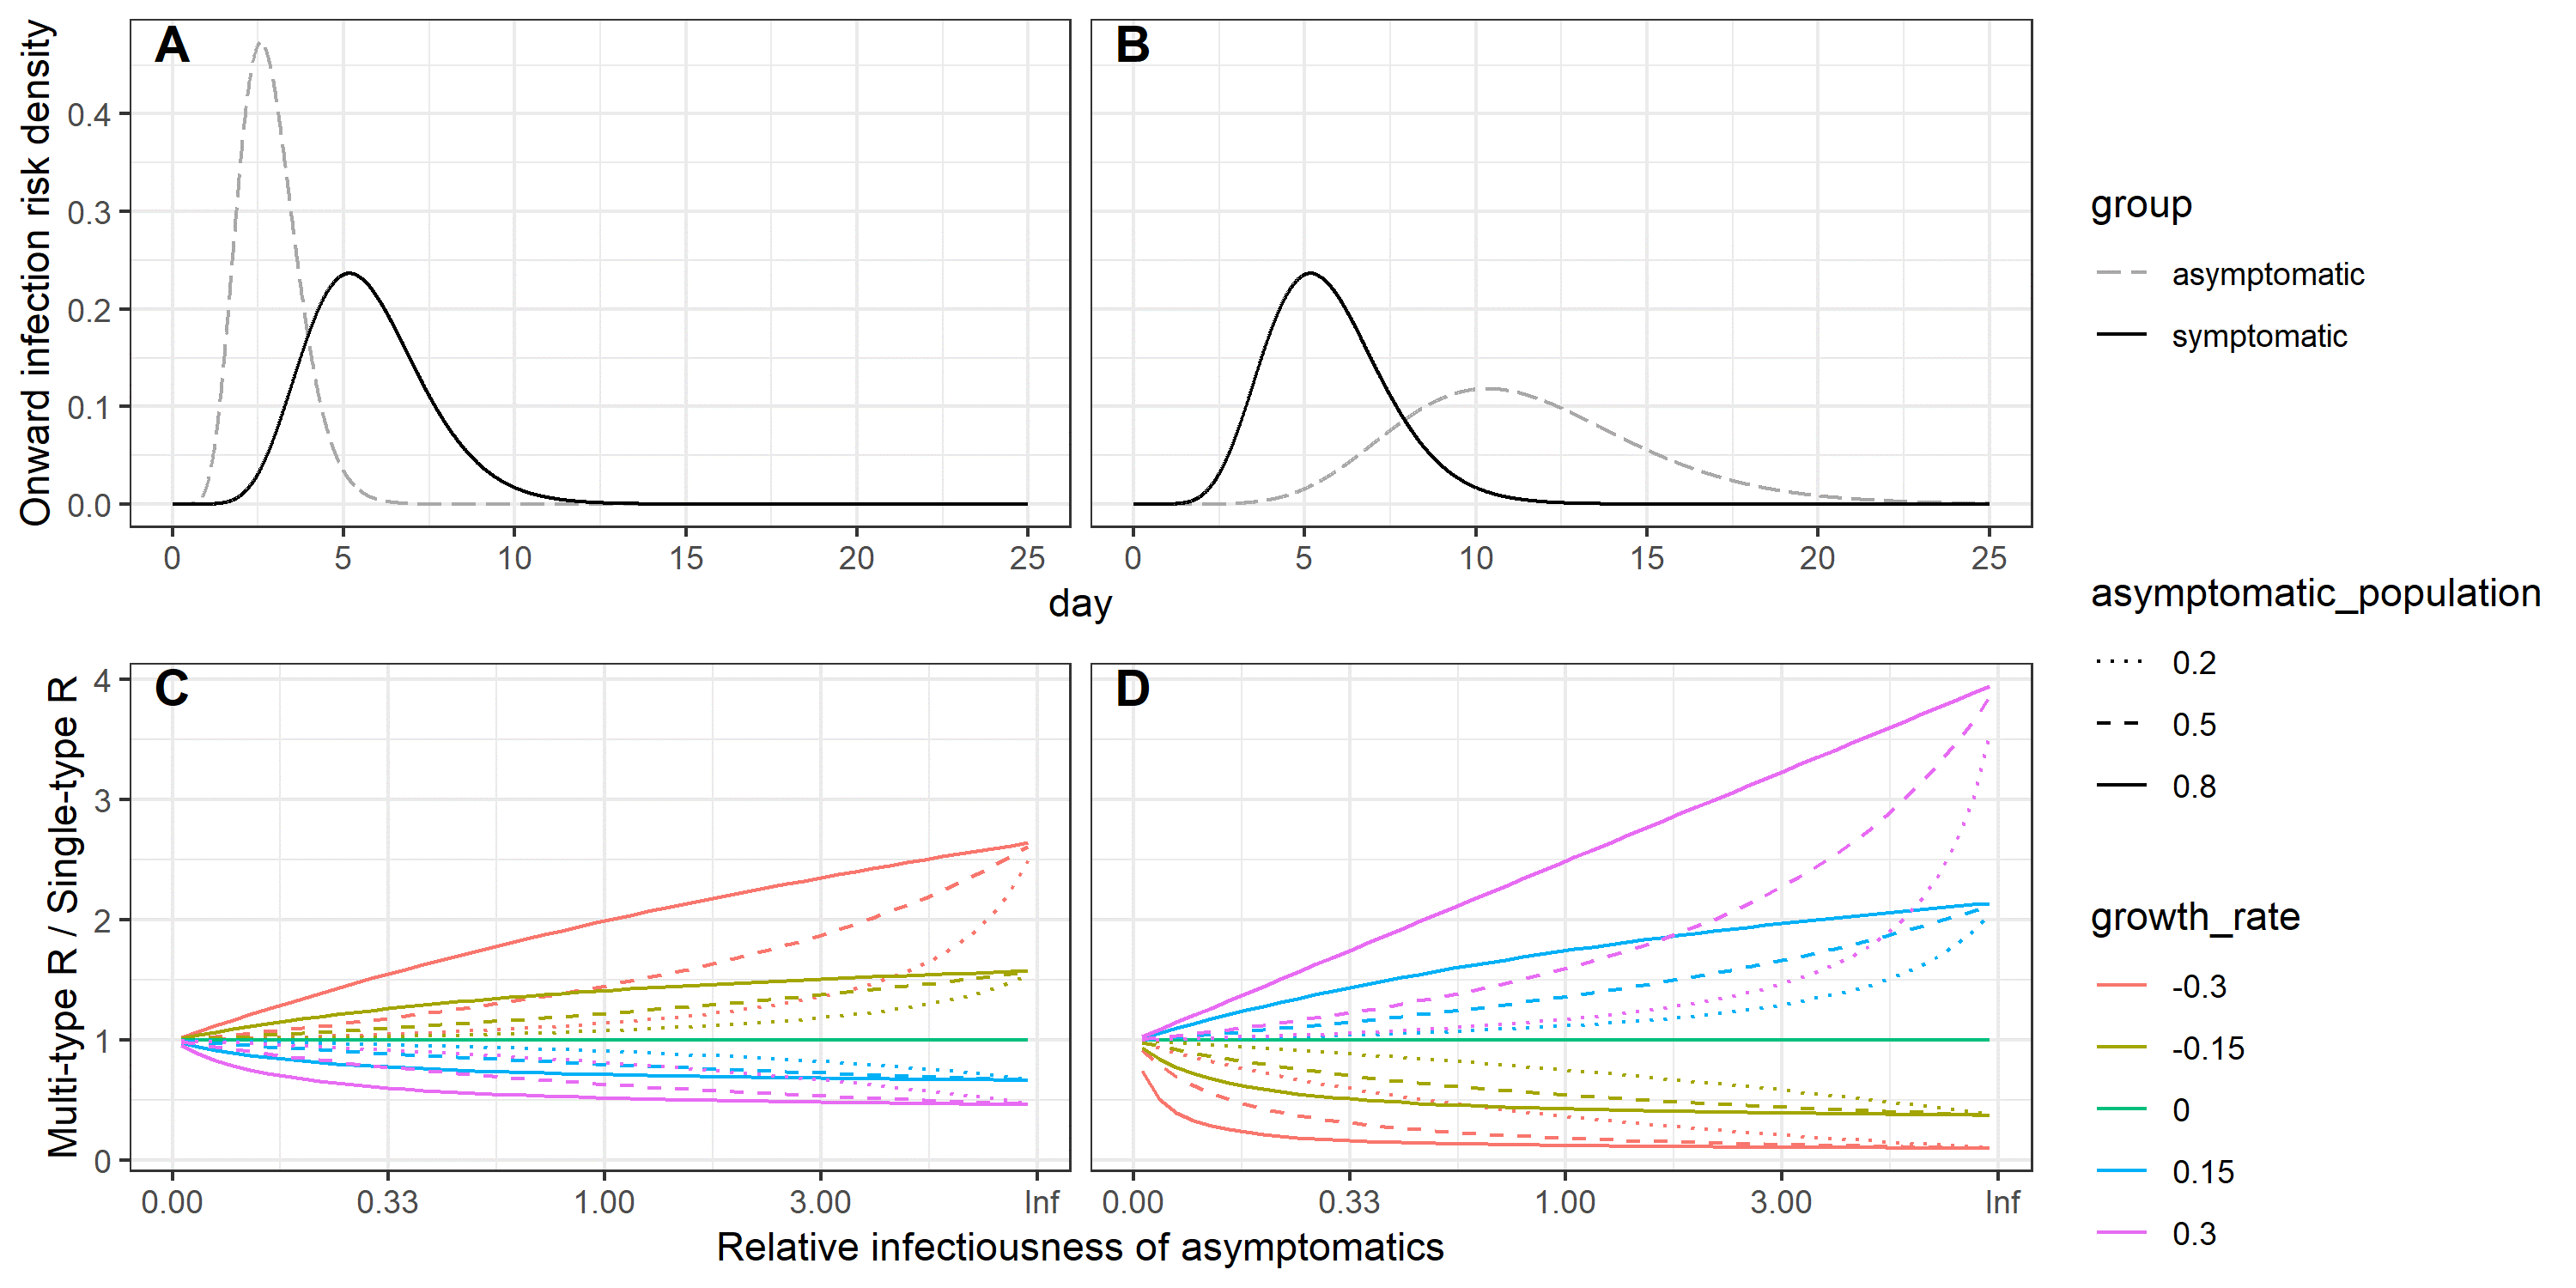 A
B
Onward infection risk density
0.4
0.3
0.2
0.1
0.0
0 5 10 15 20 25
0 5 10 15 20 25
day
group
asymptomatic
symptomatic
asymptomatic_population
0.2
0.5
0.8
growth_rate
-0.3
-0.15
0
0.15
0.3
C
D
Multi-type R / Single-type R
4
3
2
1
0
0.00 0.33 1.00 3.00 Inf
0.00 0.33 1.00 3.00 Inf
Relative infectiousness of asymptomatics